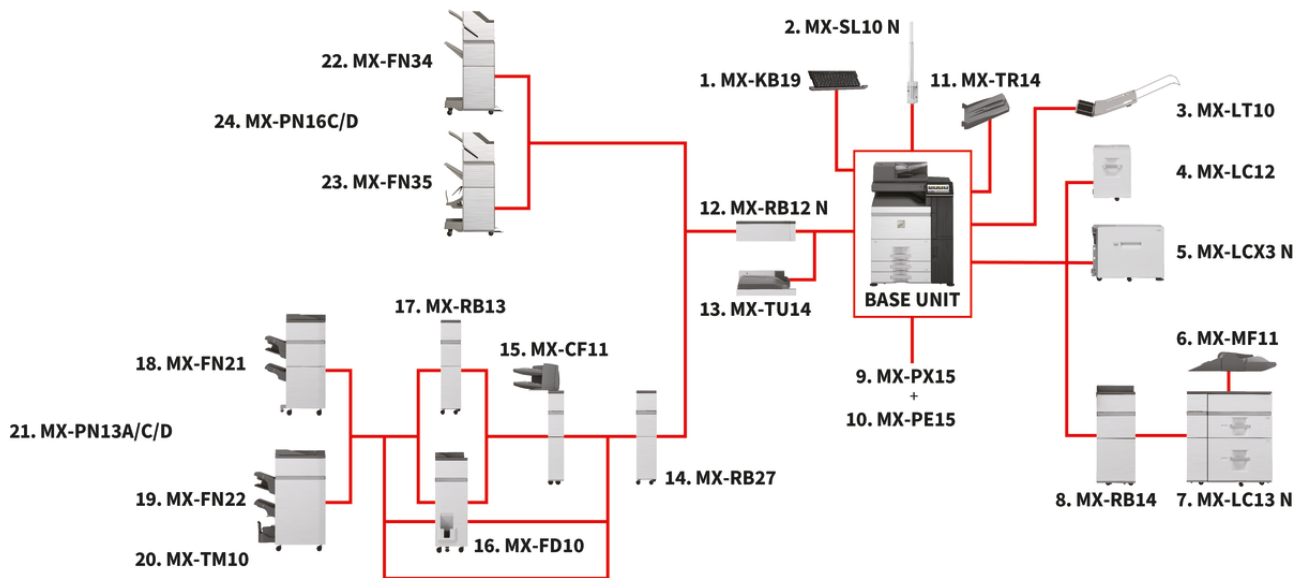 2. MX-SL10 N
22. MX-FN34
1. MX-KB19
11. MX-TR14
3. MX-LT10
24. MX-PN16C/D
4. MX-LC12
23. MX-FN35
12. MX-RB12 N
5. MX-LCX3 N
BASE UNIT
17. MX-RB13
13. MX-TU14
6. MX-MF11
15. MX-CF11
18. MX-FN21
9. MX-PX15
+
10. MX-PE15
21. MX-PN13A/C/D
14. MX-RB27
19. MX-FN22
8. MX-RB14
7. MX-LC13 N
16. MX-FD10
20. MX-TM10